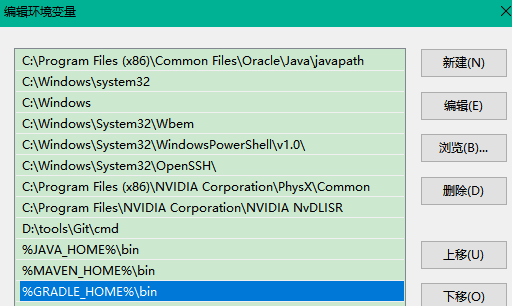 编辑环境变量
C:\Program Files (x86)\Common Files\Oracle\Java\javapath
C:\Windows\system32
C:\Windows
C:\Windows\System32\Wbem
C:\Windows\System32\WindowsPowerShell\v1.0\
C:\Windows\System32\OpenSSH\
C:\Program Files (x86)\NVIDIA Corporation\PhysX\Common
C:\Program Files\NVIDIA Corporation\NVIDIA NvDLISR
D:\tools\Git\cmd
%JAVA_HOME%\bin
%MAVEN_HOME%\bin
%GRADLE_HOME%\bin
新建(N)
编辑(E)
浏览(B)...
删除(D)
上移(U)
下移(O)